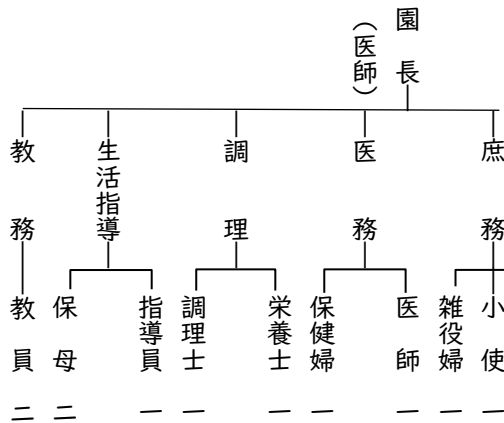 園長
(医師)
庶務
医務
調理
生活指導
教務
小使 一
雑役婦 一
医師 一
保健婦 一
栄養士 一
調理士 一
指導員 一
保母 二
教員 二